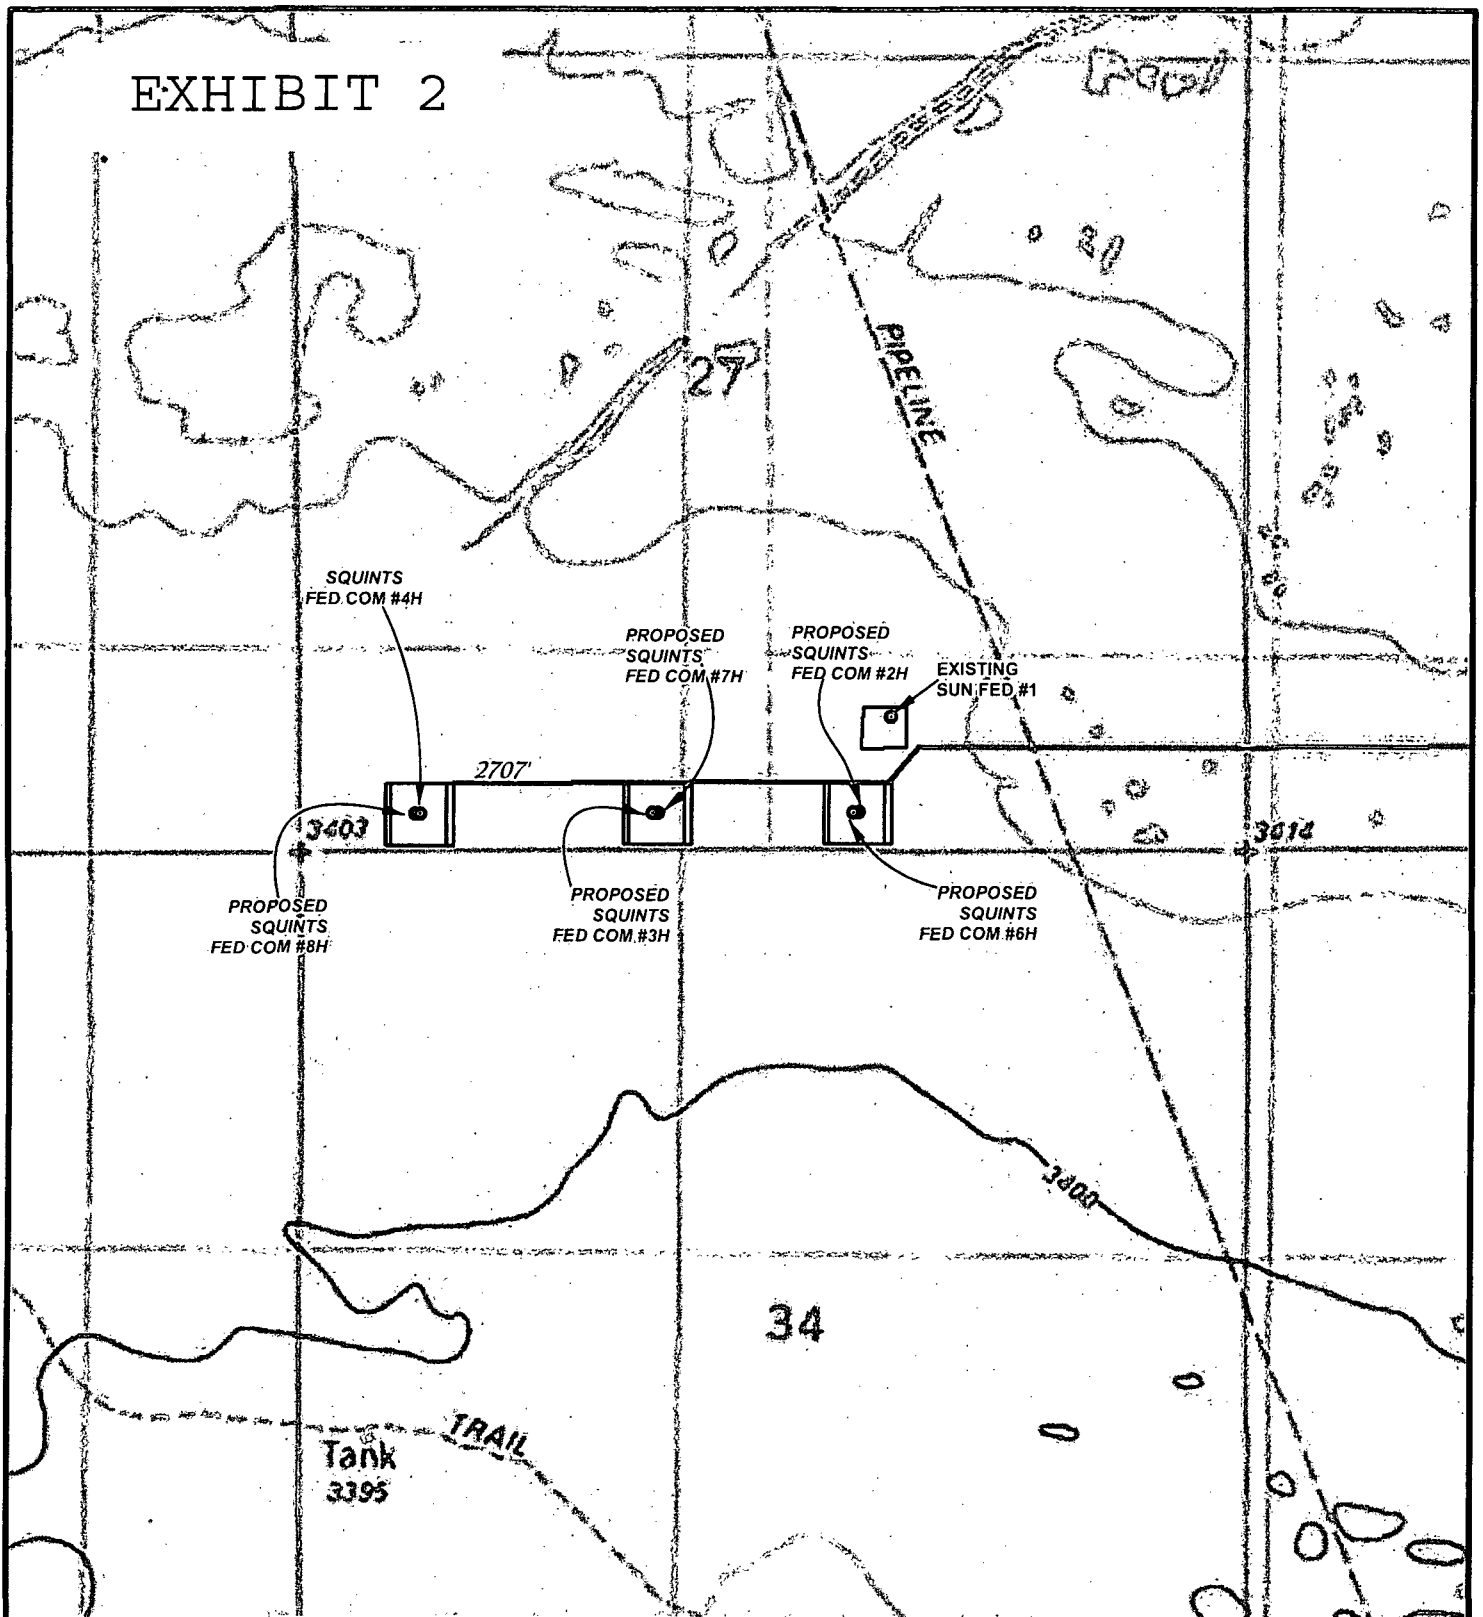 EXHIBIT 2
27
PIPELINE
SQUINTS
FED COM #4H
PROPOSED
SQUINTS
FED COM #7H
PROPOSED
SQUINTS
FED COM #2H
EXISTING
SUN FED #1
2707'
3403
3414
PROPOSED
SQUINTS
FED COM #8H
PROPOSED
SQUINTS
FED COM #3H
PROPOSED
SQUINTS
FED COM #6H
3400
34
TRAIL
Tank
3395